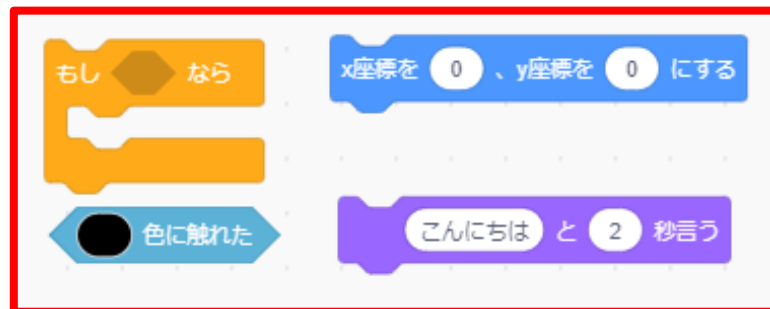 もし なら
x座標を 0 、y座標を 0 にする
色に触れた
こんにちは と 2 秒言う